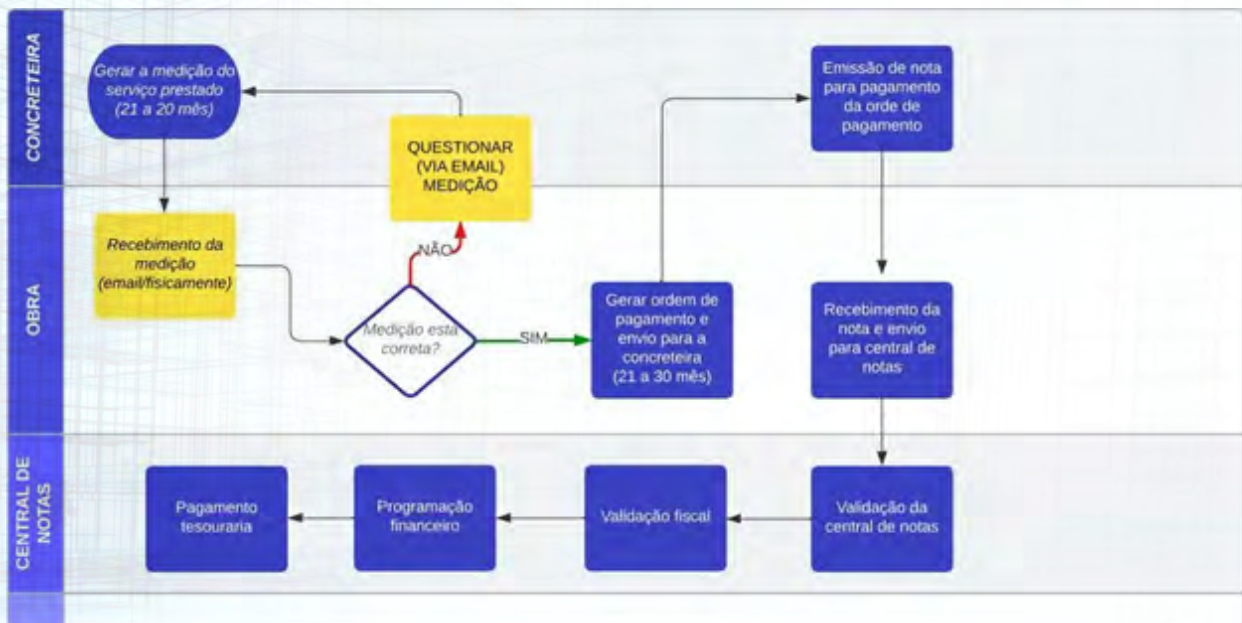 CONCRETEIRA
Gerar a medição do
serviço prestado
(21 a 20 mês)
QUESTIONAR
(VIA EMAIL)
MEDIÇÃO
Emissão de nota
para pagamento
da orde de
pagamento
OBRA
Recebimento da
medição
(email/fisicamente)
NÃO
Medição esta
correta?
SIM
Gerar ordem de
pagamento e
envio para a
concreteira
(21 a 30 mês)
Recebimento da
nota e envio
para central de
notas
CENTRAL DE
NOTAS
Pagamento
tesouraria
Programação
financeiro
Validação fiscal
Validação da
central de notas